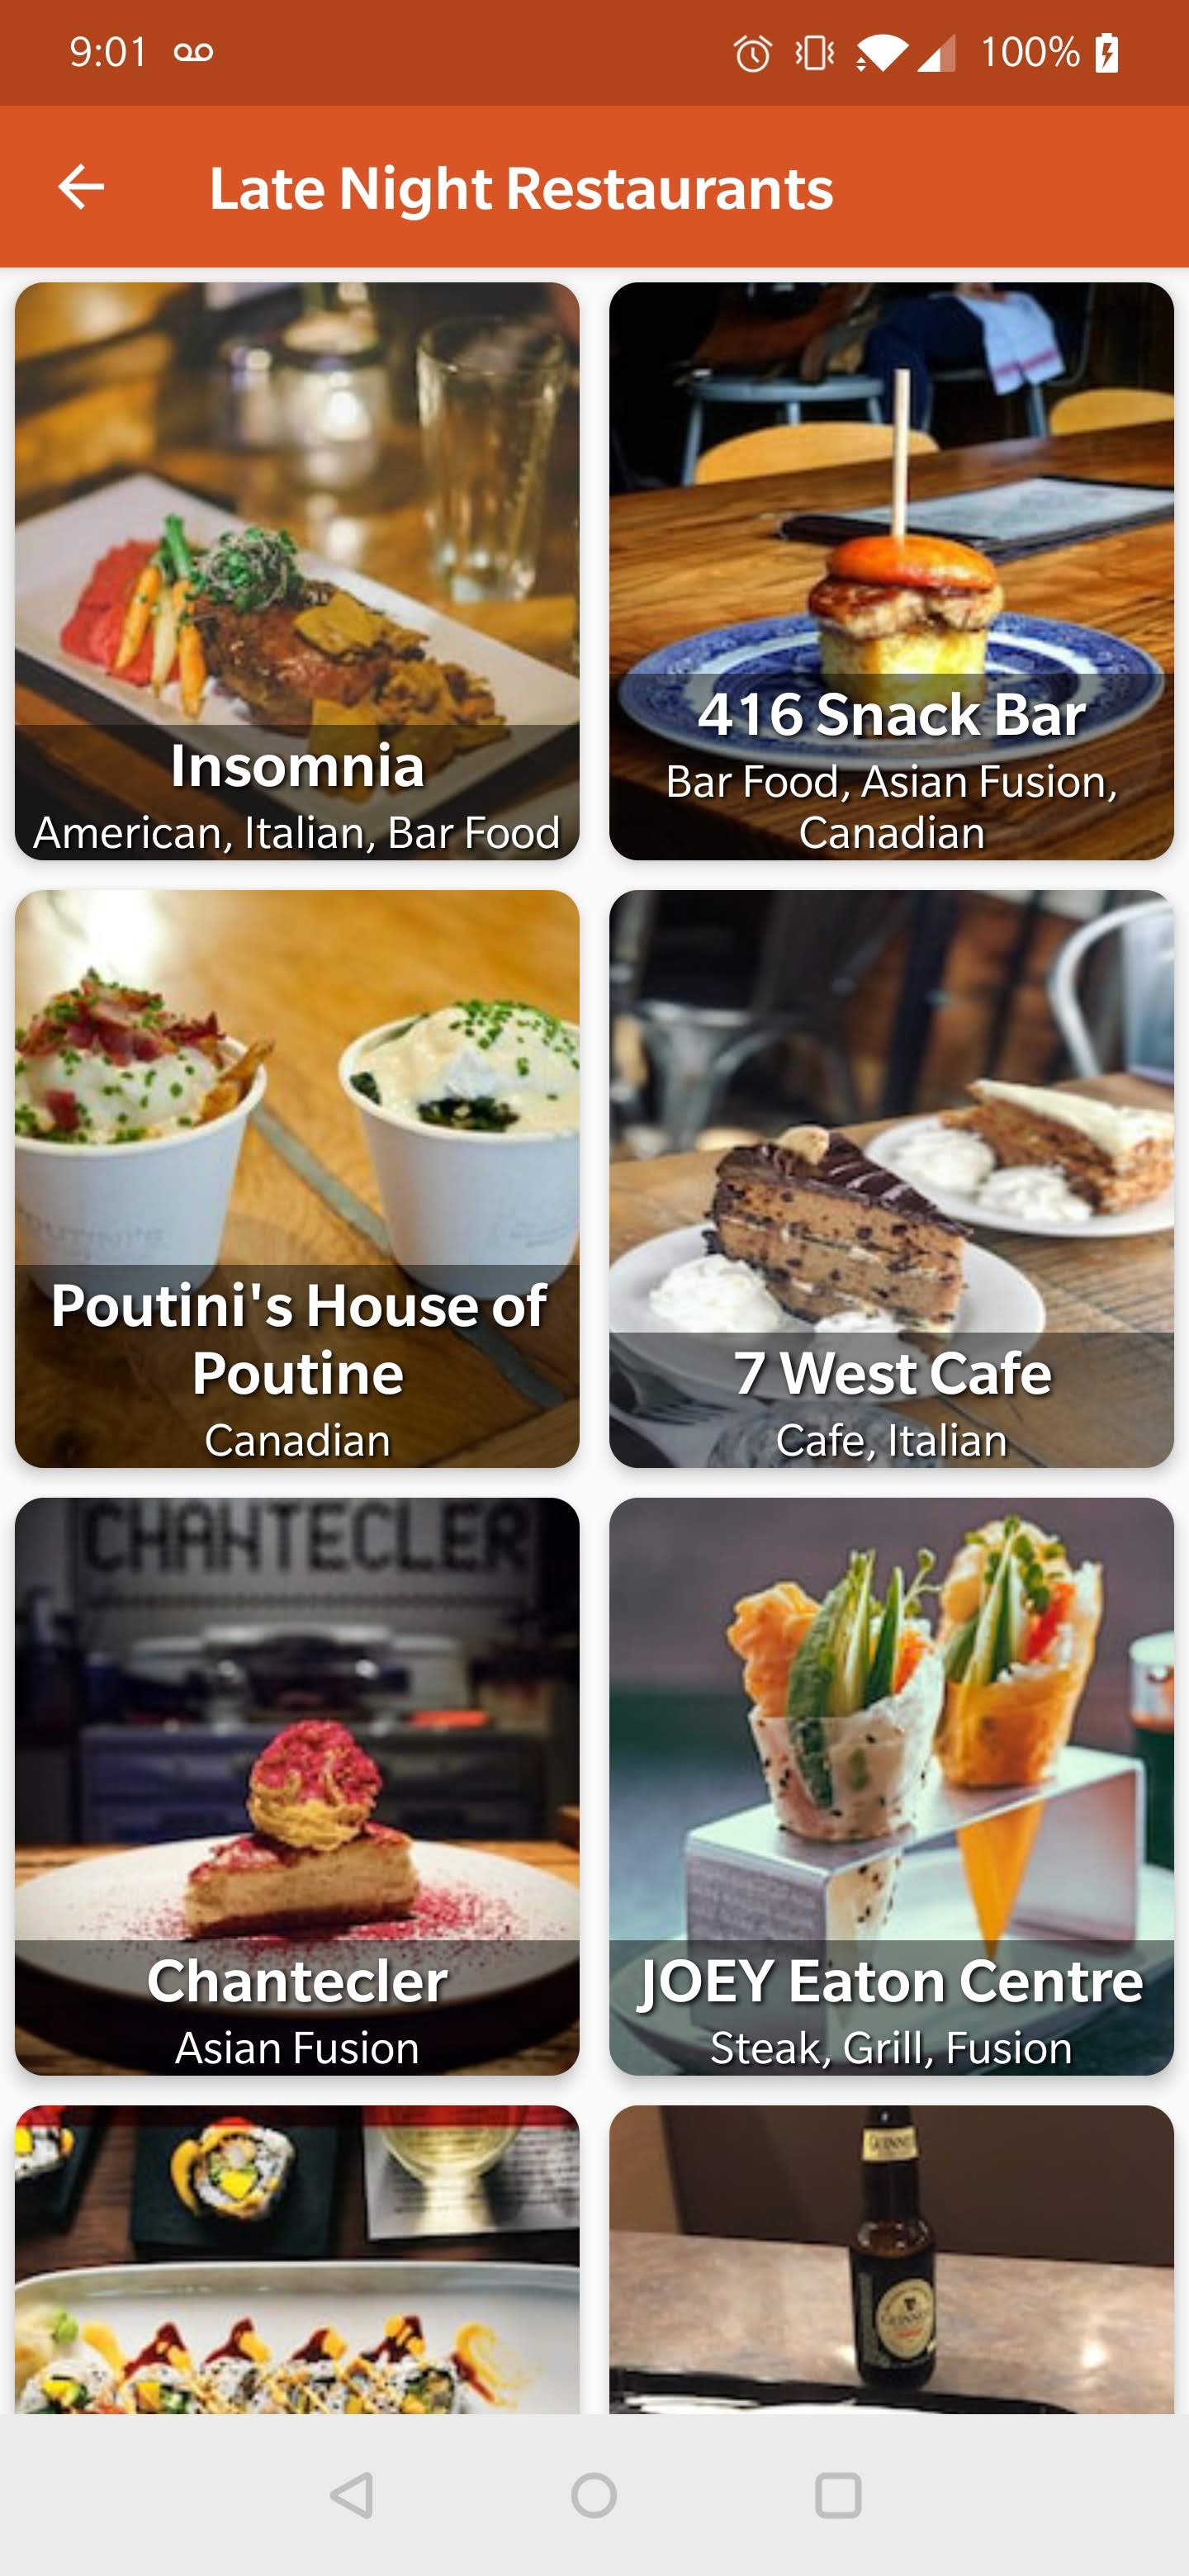 9:01
100%
Late Night Restaurants
Insomnia
American, Italian, Bar Food
416 Snack Bar
Bar Food, Asian Fusion,
Canadian
Poutini's House of
Poutine
Canadian
7 West Cafe
Cafe, Italian
CHANTECLER
Chantecler
Asian Fusion
JOEY Eaton Centre
Steak, Grill, Fusion